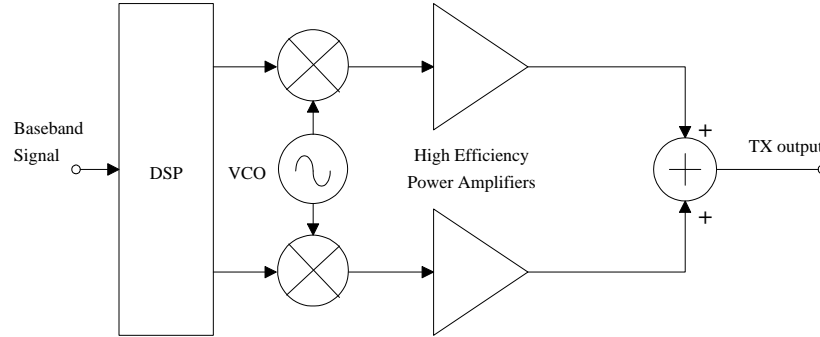 Baseband
Signal
DSP
VCO
High Efficiency
Power Amplifiers
+
+
TX output